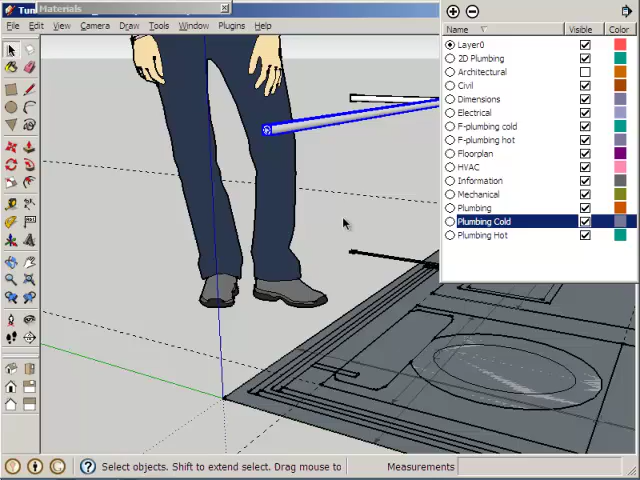 Tun
Materials
File Edit View Camera Draw Tools Window Plugins Help
Name Visible Color
Layer0
2D Plumbing
Architectural
Civil
Dimensions
Electrical
F-plumbing cold
F-plumbing hot
Floorplan
HVAC
Information
Mechanical
Plumbing
Plumbing Cold
Plumbing Hot
Select objects. Shift to extend select. Drag mouse to
Measurements